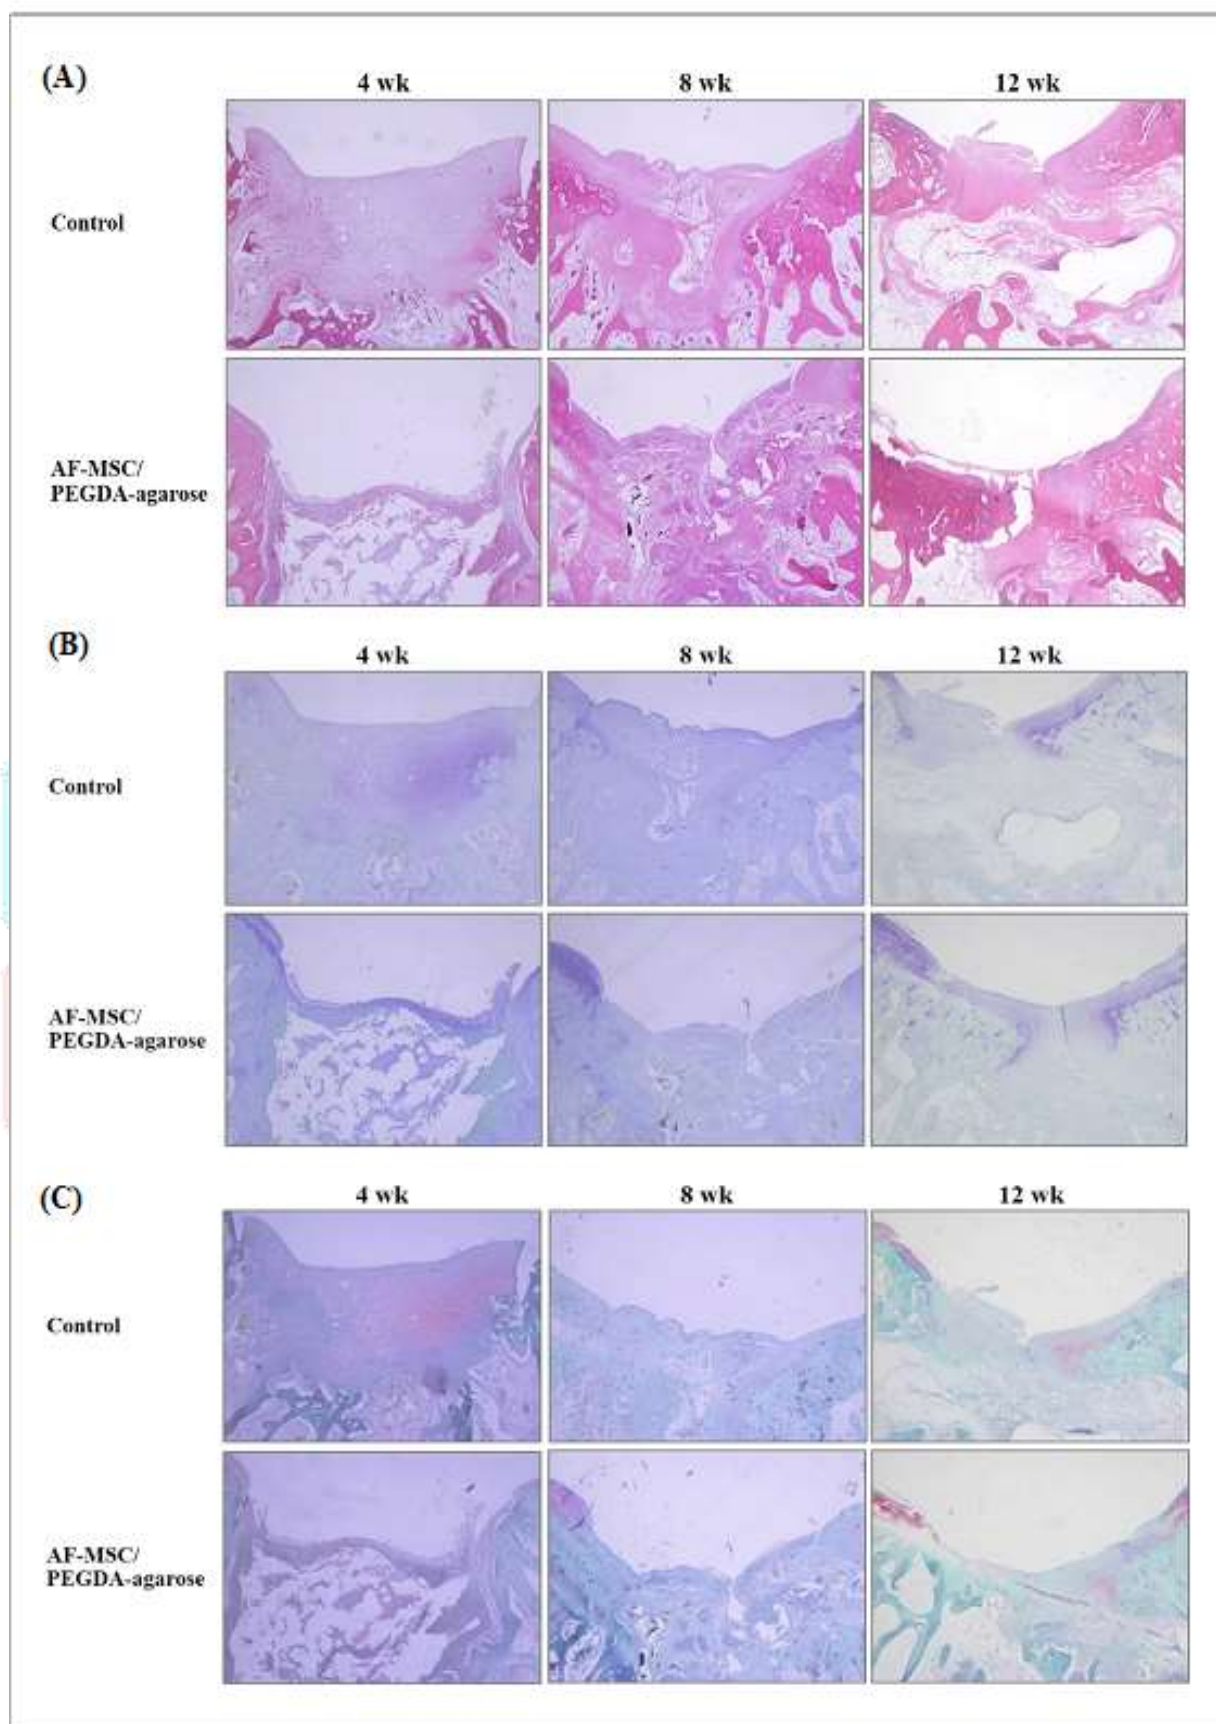 (A)
4 wk 8 wk 12 wk
Control
AF-MSC/
PEGDA-agarose
(B)
4 wk 8 wk 12 wk
Control
AF-MSC/
PEGDA-agarose
(C)
4 wk 8 wk 12 wk
Control
AF-MSC/
PEGDA-agarose